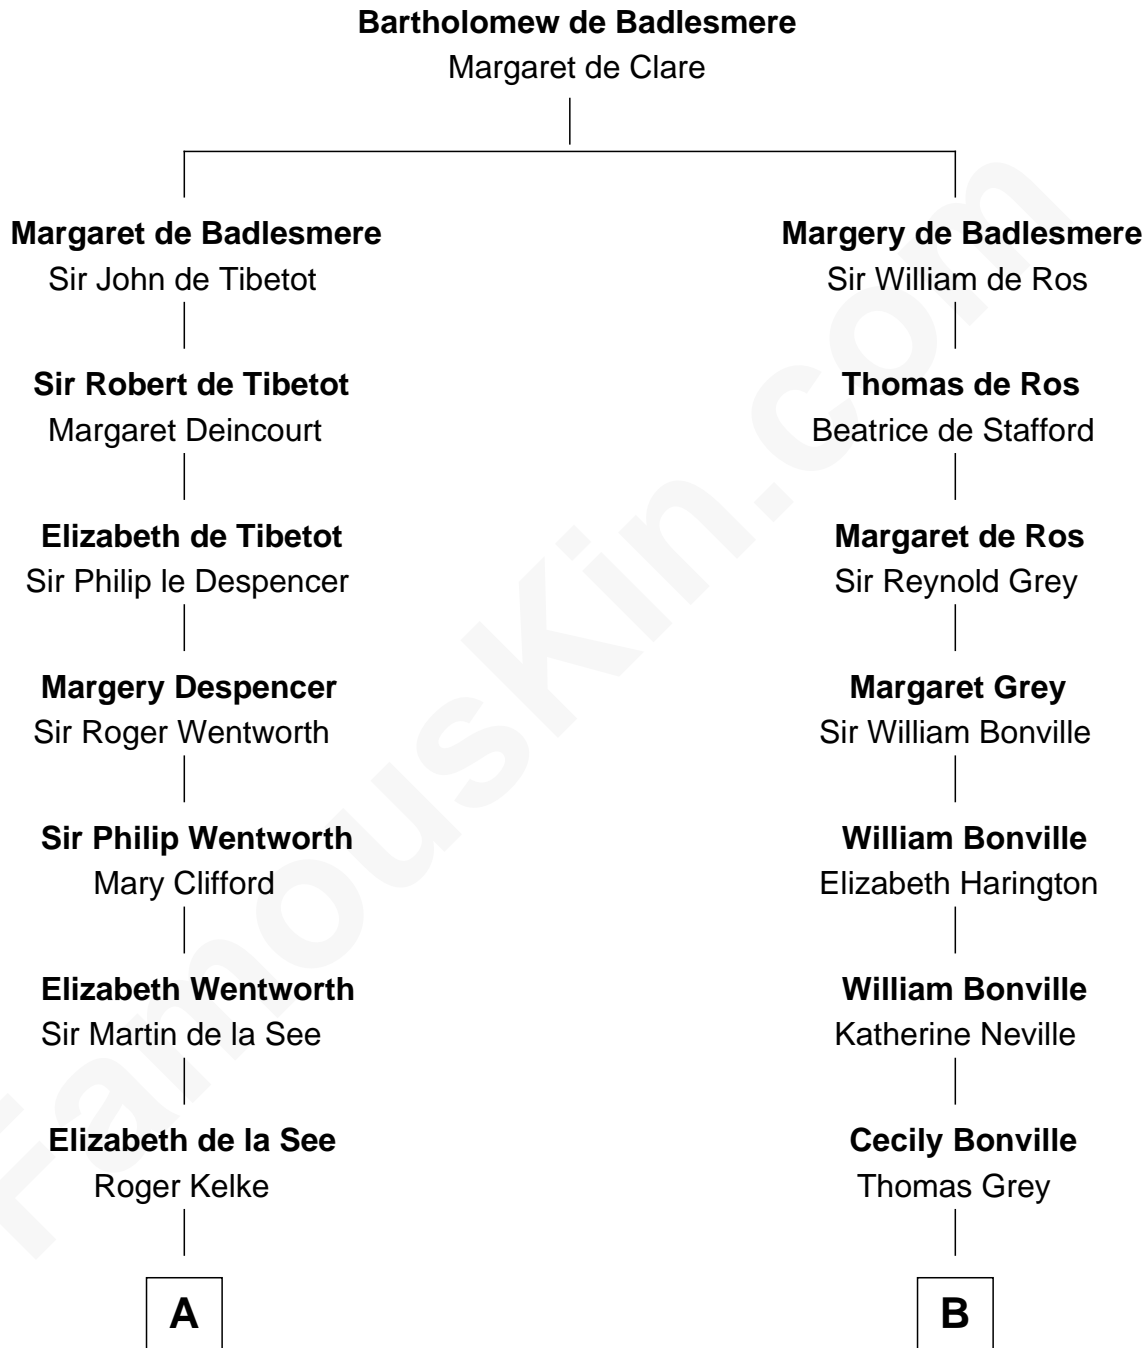 Bartholomew de Badlesmere
Margaret de Clare
Margaret de Badlesmere
Sir John de Tibetot
Margery de Badlesmere
Sir William de Ros
Sir Robert de Tibetot
Margaret Deincourt
Thomas de Ros
Beatrice de Stafford
Elizabeth de Tibetot
Sir Philip le Despencer
Margaret de Ros
Sir Reynold Grey
Margery Despencer
Sir Roger Wentworth
Margaret Grey
Sir William Bonville
Sir Philip Wentworth
Mary Clifford
William Bonville
Elizabeth Harington
Elizabeth Wentworth
Sir Martin de la See
William Bonville
Katherine Neville
Elizabeth de la See
Roger Kelke
Cecily Bonville
Thomas Grey
A
B
FamousKin.com